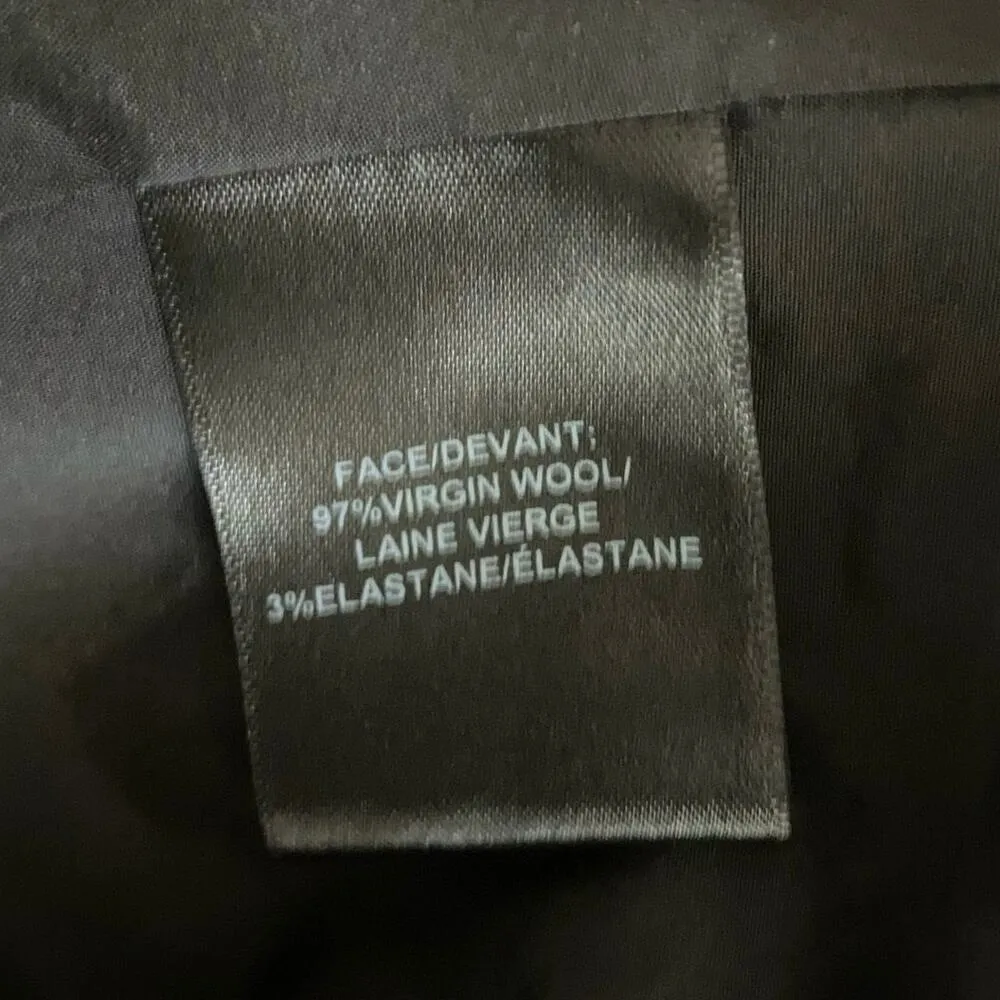 FACE/DEVANT:
97%VIRGIN WOOL/
LAINE VIERGE
3%ELASTANE/ÉLASTANE